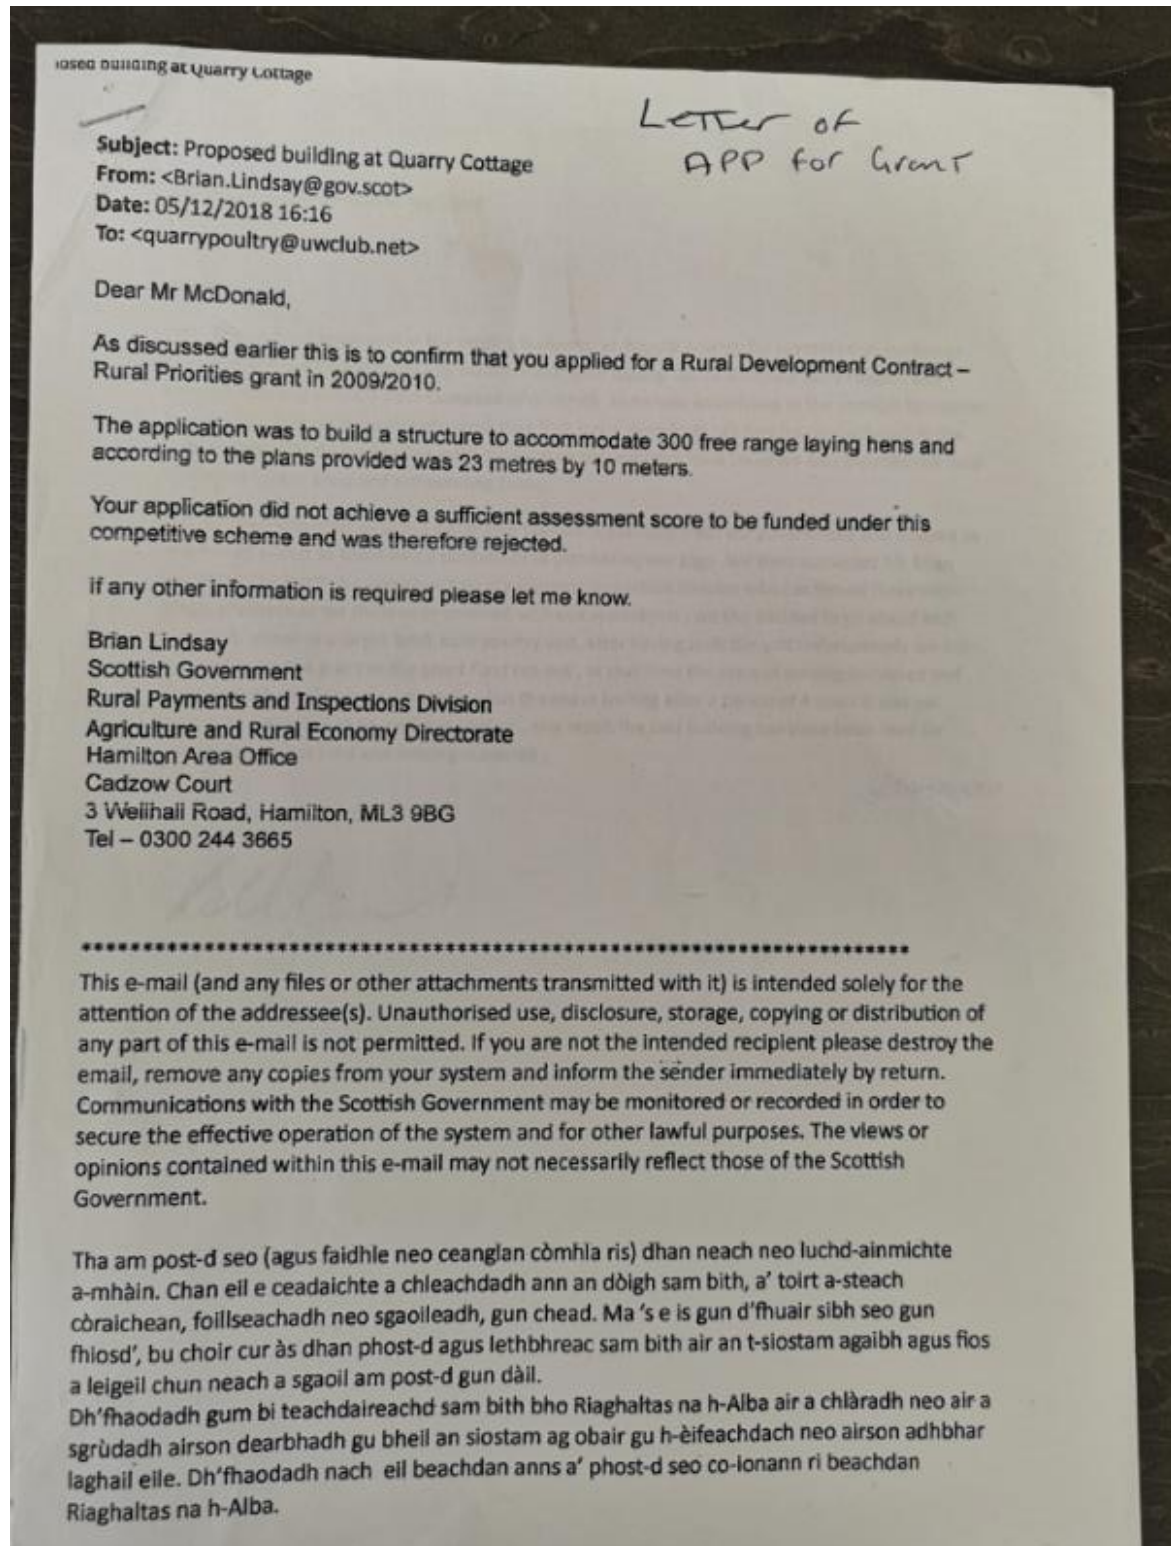 building at Quarry Cottage
Letter of
APP for Grant
Subject: Proposed building at Quarry Cottage
From: <Brian.Lindsay@gov.scot>
Date: 05/12/2018 16:16
To: <quarrypoultry@uwclub.net>
Dear Mr McDonald,
As discussed earlier this is to confirm that you applied for a Rural Development Contract –
Rural Priorities grant in 2009/2010.
The application was to build a structure to accommodate 300 free range laying hens and
according to the plans provided was 23 metres by 10 meters.
Your application did not achieve a sufficient assessment score to be funded under this
competitive scheme and was therefore rejected.
if any other information is required please let me know.
Brian Lindsay
Scottish Government
Rural Payments and Inspections Division
Agriculture and Rural Economy Directorate
Hamilton Area Office
Cadzow Court
3 Wellhall Road, Hamilton, ML3 9BG
Tel – 0300 244 3665
**********************************************************************
This e-mail (and any files or other attachments transmitted with it) is intended solely for the
attention of the addressee(s). Unauthorised use, disclosure, storage, copying or distribution of
any part of this e-mail is not permitted. If you are not the intended recipient please destroy the
email, remove any copies from your system and inform the sender immediately by return.
Communications with the Scottish Government may be monitored or recorded in order to
secure the effective operation of the system and for other lawful purposes. The views or
opinions contained within this e-mail may not necessarily reflect those of the Scottish
Government.
Tha am post-d seo (agus faidhle neo ceanglan còmhla ris) dhan neach neo luchd-ainmichte
a-mhàin. Chan eil e ceadaichte a chleachdadh ann an dòigh sam bith, a' toirt a-steach
còraichean, foillseachadh neo sgaoileadh, gun chead. Ma 's e is gun d'fhuair sibh seo gun
fhiosd', bu choir cur às dhan phost-d agus lethbhreac sam bith air an t-siostam agaibh agus fios
a leigeil chun neach a sgaoil am post-d gun dàil.
Dh'fhaodadh gum bi teachdaireachd sam bith bho Riaghaltas na h-Alba air a chlàradh neo air a
sgrùdadh airson dearbhadh gu bheil an siostam ag obair gu h-èifeachdach neo airson adhbhar
laghail eile. Dh'fhaodadh nach eil beachdan anns a' phost-d seo co-ionann ri beachdan
Riaghaltas na h-Alba.